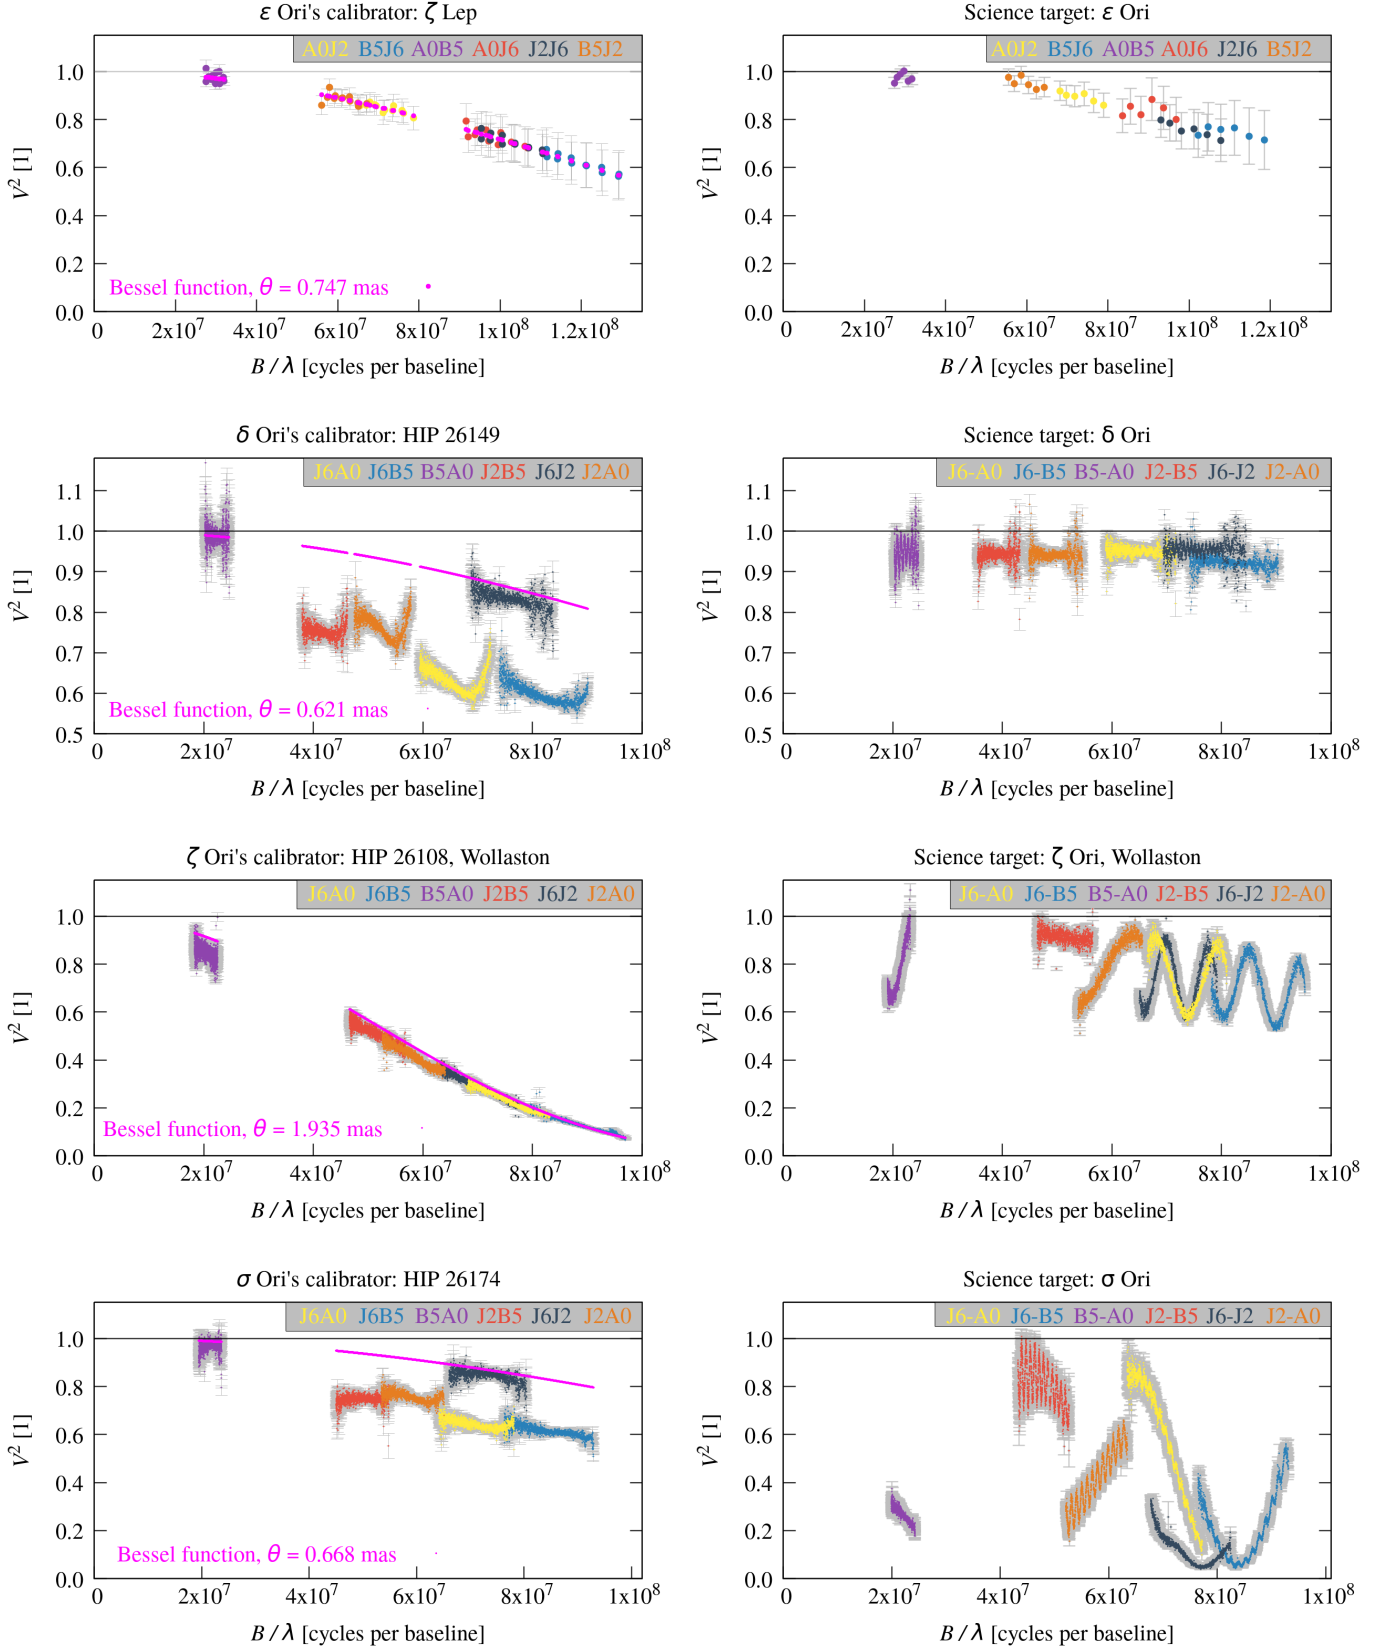 ε Ori's calibrator: ζ Lep
A0J2 B5J6 A0B5 A0J6 J2J6 B5J2
1.0
0.8
0.6
0.4
0.2
0.0
V² [1]
Bessel function, θ = 0.747 mas
0 2x10⁷ 4x10⁷ 6x10⁷ 8x10⁷ 1x10⁸ 1.2x10⁸
B / λ [cycles per baseline]
Science target: ε Ori
A0J2 B5J6 A0B5 A0J6 J2J6 B5J2
1.0
0.8
0.6
0.4
0.2
0.0
V² [1]
0 2x10⁷ 4x10⁷ 6x10⁷ 8x10⁷ 1x10⁸ 1.2x10⁸
B / λ [cycles per baseline]
δ Ori's calibrator: HIP 26149
J6A0 J6B5 B5A0 J2B5 J6J2 J2A0
1.1
1.0
0.9
0.8
0.7
0.6
0.5
V² [1]
Bessel function, θ = 0.621 mas
0 2x10⁷ 4x10⁷ 6x10⁷ 8x10⁷ 1x10⁸
B / λ [cycles per baseline]
Science target: δ Ori
J6-A0 J6-B5 B5-A0 J2-B5 J6-J2 J2-A0
1.1
1.0
0.9
0.8
0.7
0.6
0.5
V² [1]
0 2x10⁷ 4x10⁷ 6x10⁷ 8x10⁷ 1x10⁸
B / λ [cycles per baseline]
ζ Ori's calibrator: HIP 26108, Wollaston
J6A0 J6B5 B5A0 J2B5 J6J2 J2A0
1.0
0.8
0.6
0.4
0.2
0.0
V² [1]
Bessel function, θ = 1.935 mas
0 2x10⁷ 4x10⁷ 6x10⁷ 8x10⁷ 1x10⁸
B / λ [cycles per baseline]
Science target: ζ Ori, Wollaston
J6-A0 J6-B5 B5-A0 J2-B5 J6-J2 J2-A0
1.0
0.8
0.6
0.4
0.2
0.0
V² [1]
0 2x10⁷ 4x10⁷ 6x10⁷ 8x10⁷ 1x10⁸
B / λ [cycles per baseline]
σ Ori's calibrator: HIP 26174
J6A0 J6B5 B5A0 J2B5 J6J2 J2A0
1.0
0.8
0.6
0.4
0.2
0.0
V² [1]
Bessel function, θ = 0.668 mas
0 2x10⁷ 4x10⁷ 6x10⁷ 8x10⁷ 1x10⁸
B / λ [cycles per baseline]
Science target: σ Ori
J6-A0 J6-B5 B5-A0 J2-B5 J6-J2 J2-A0
1.0
0.8
0.6
0.4
0.2
0.0
V² [1]
0 2x10⁷ 4x10⁷ 6x10⁷ 8x10⁷ 1x10⁸
B / λ [cycles per baseline]